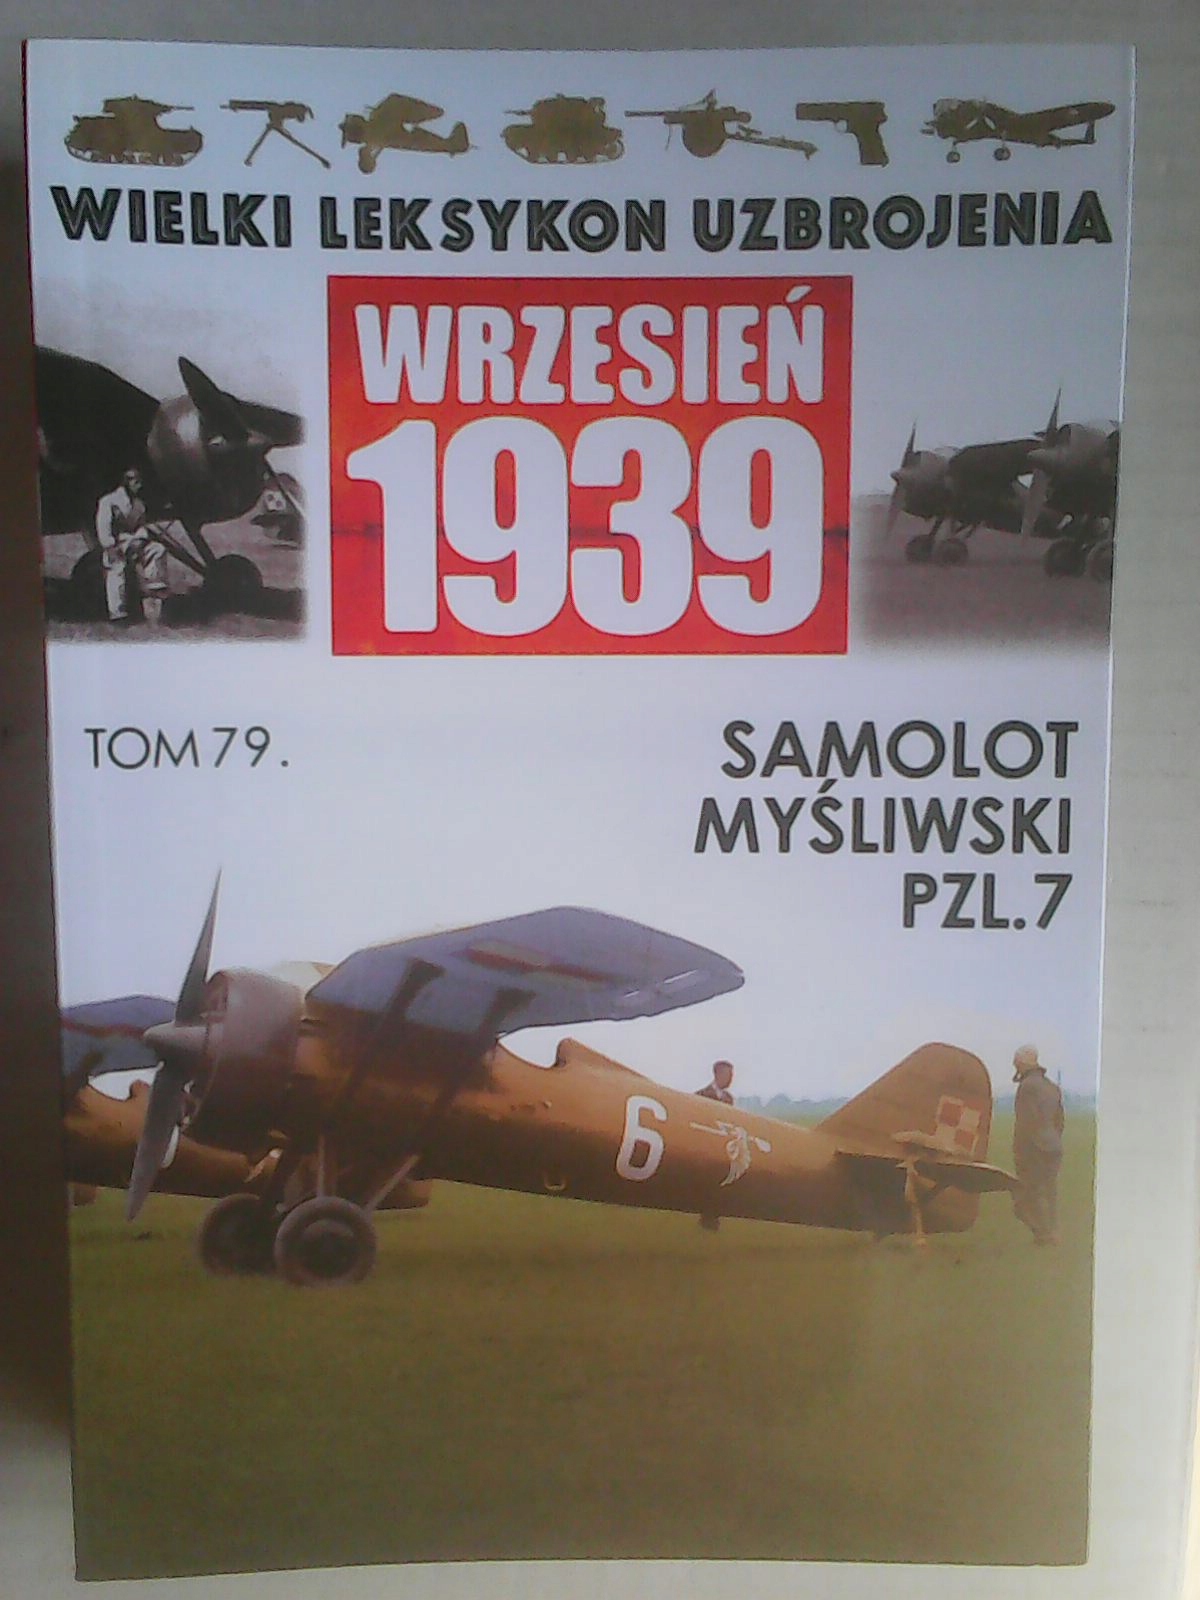 WIELKI LEKSYKON UZBROJENIA
WRZESIEŃ
1939
TOM 79.
SAMOLOT
MYŚLIWSKI
PZL.7
6